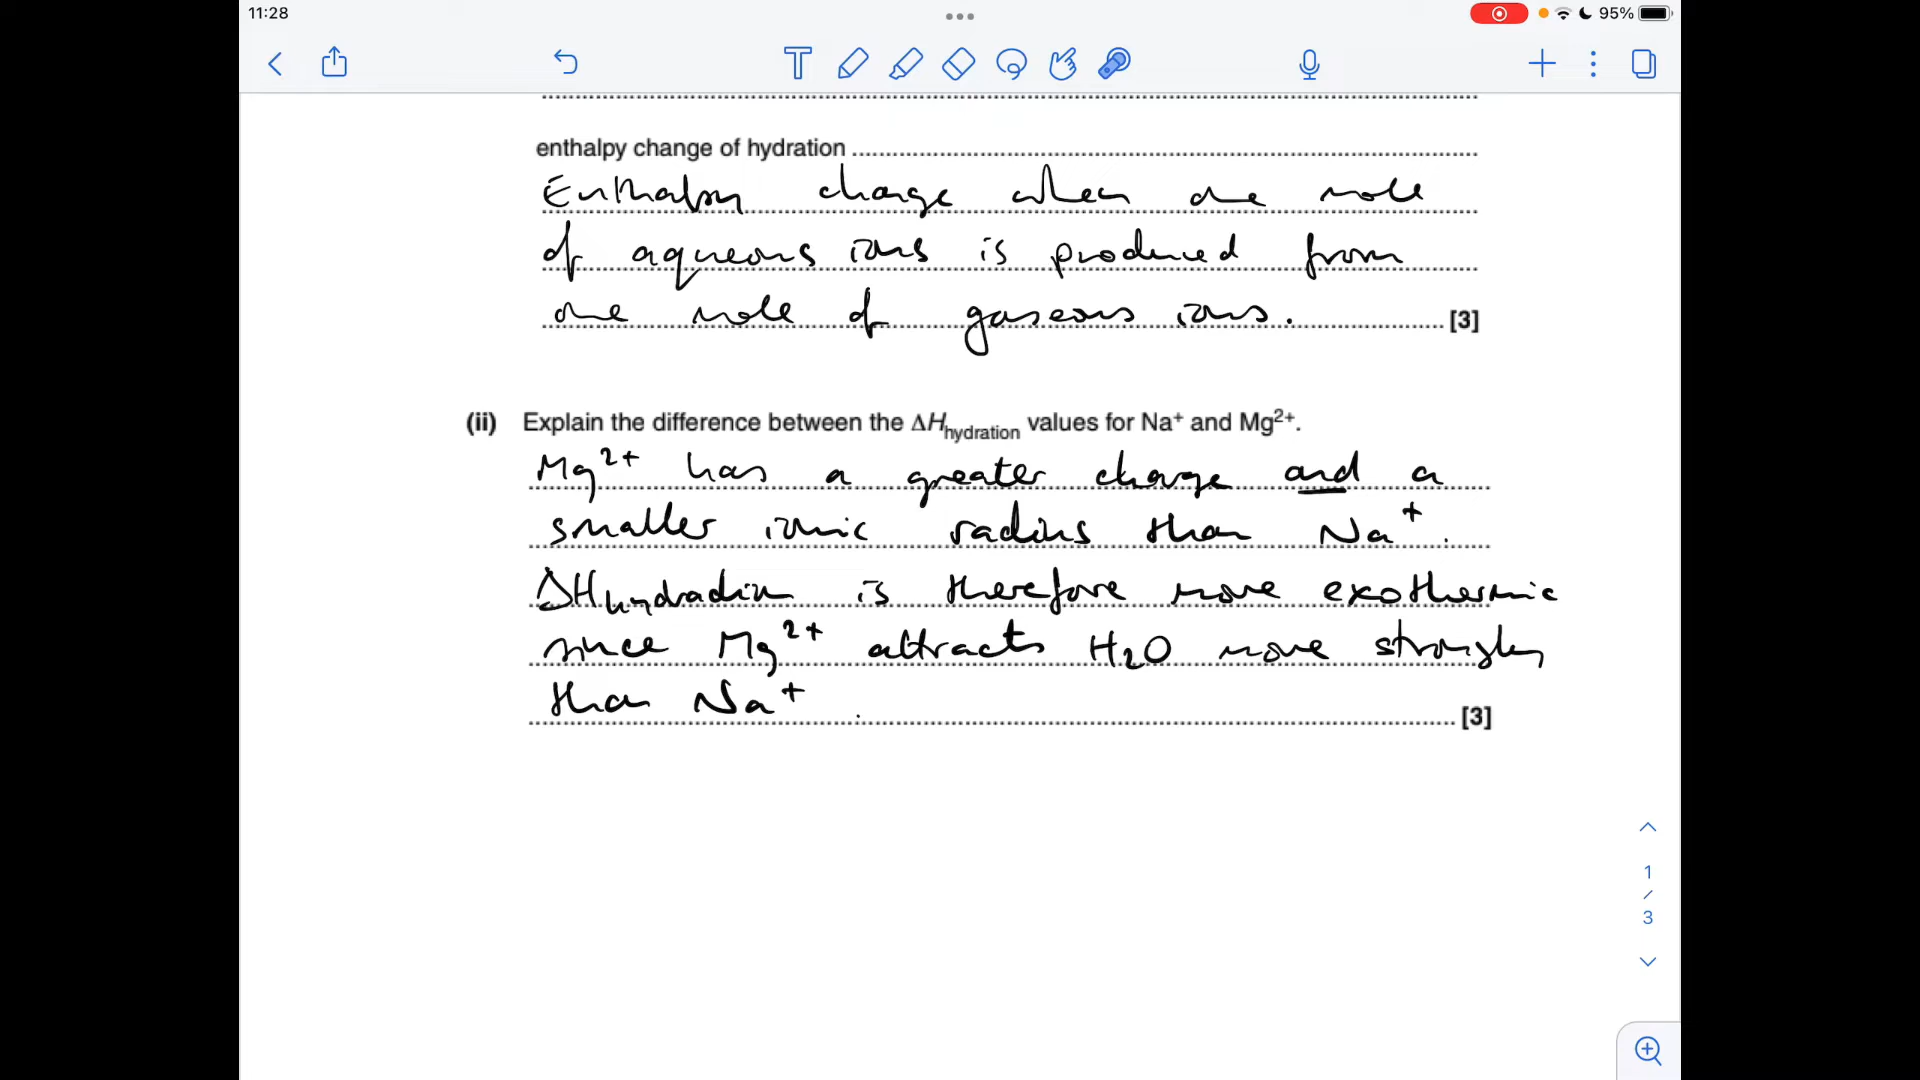 11:28
95%
enthalpy change of hydration
Enthalpy change when one mole
of aqueous ions is produced from
one mole of gaseous ions. [3]
(ii) Explain the difference between the ΔHhydration values for Na⁺ and Mg²⁺.
Mg²⁺ has a greater charge and a
smaller ionic radius than Na⁺.
ΔHhydration is therefore more exothermic
since Mg²⁺ attracts H₂O more strongly
than Na⁺. [3]
1
/
3